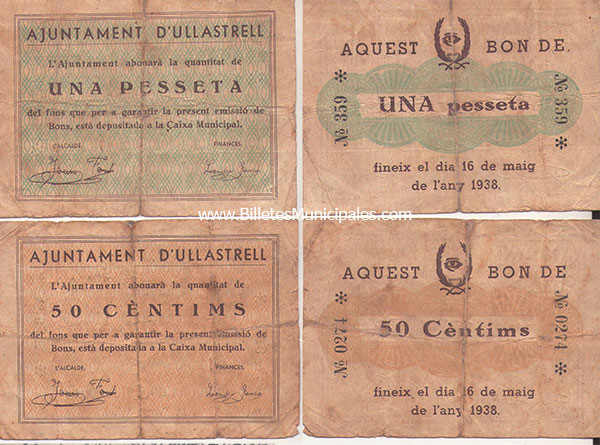 AJUNTAMENT D'ULLASTRELL
L'Ajuntament abonarà la quantitat de
UNA PESSETA
del fons que per a garantir la present emissió de
Bons, està depositada a la Caixa Municipal.
L'ALCALDE. FINANCES.
AQUEST BON DE
UNA pesseta
Nº 359 *
Nº 359 *
fineix el dia 16 de maig
de l'any 1938.
www.BilletesMunicipales.com
AJUNTAMENT D'ULLASTRELL
L'Ajuntament abonarà la quantitat de
50 CÈNTIMS
del fons que per a garantir la present emissió de
Bons, està depositada a la Caixa Municipal.
L'ALCALDE. FINANCES.
AQUEST BON DE
50 Cèntims
Nº 0274 *
Nº 0274 *
fineix el dia 16 de maig
de l'any 1938.